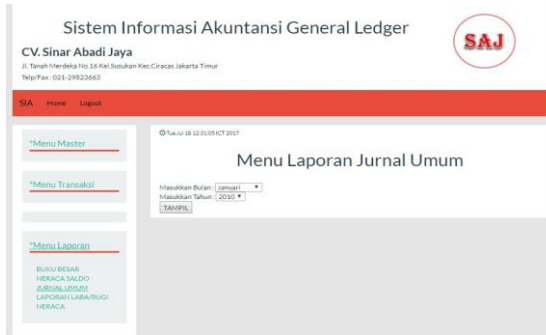 Sistem Informasi Akuntansi General Ledger
CV. Sinar Abadi Jaya
Jl. Tanah Merdeka No.16 Kel.Susukan Kec.Ciracas Jakarta Timur
Telp/Fax : 021-29823663
SAJ
SIA Home Logout
*Menu Master
*Menu Transaksi
*Menu Laporan
BUKU BESAR
NERACA SALDO
JURNAL UMUM
LAPORAN LABA/RUGI
NERACA
Tue Jul 18 12:31:03 ICT 2017
Menu Laporan Jurnal Umum
Masukkan Bulan : Januari
Masukkan Tahun : 2010
TAMPIL